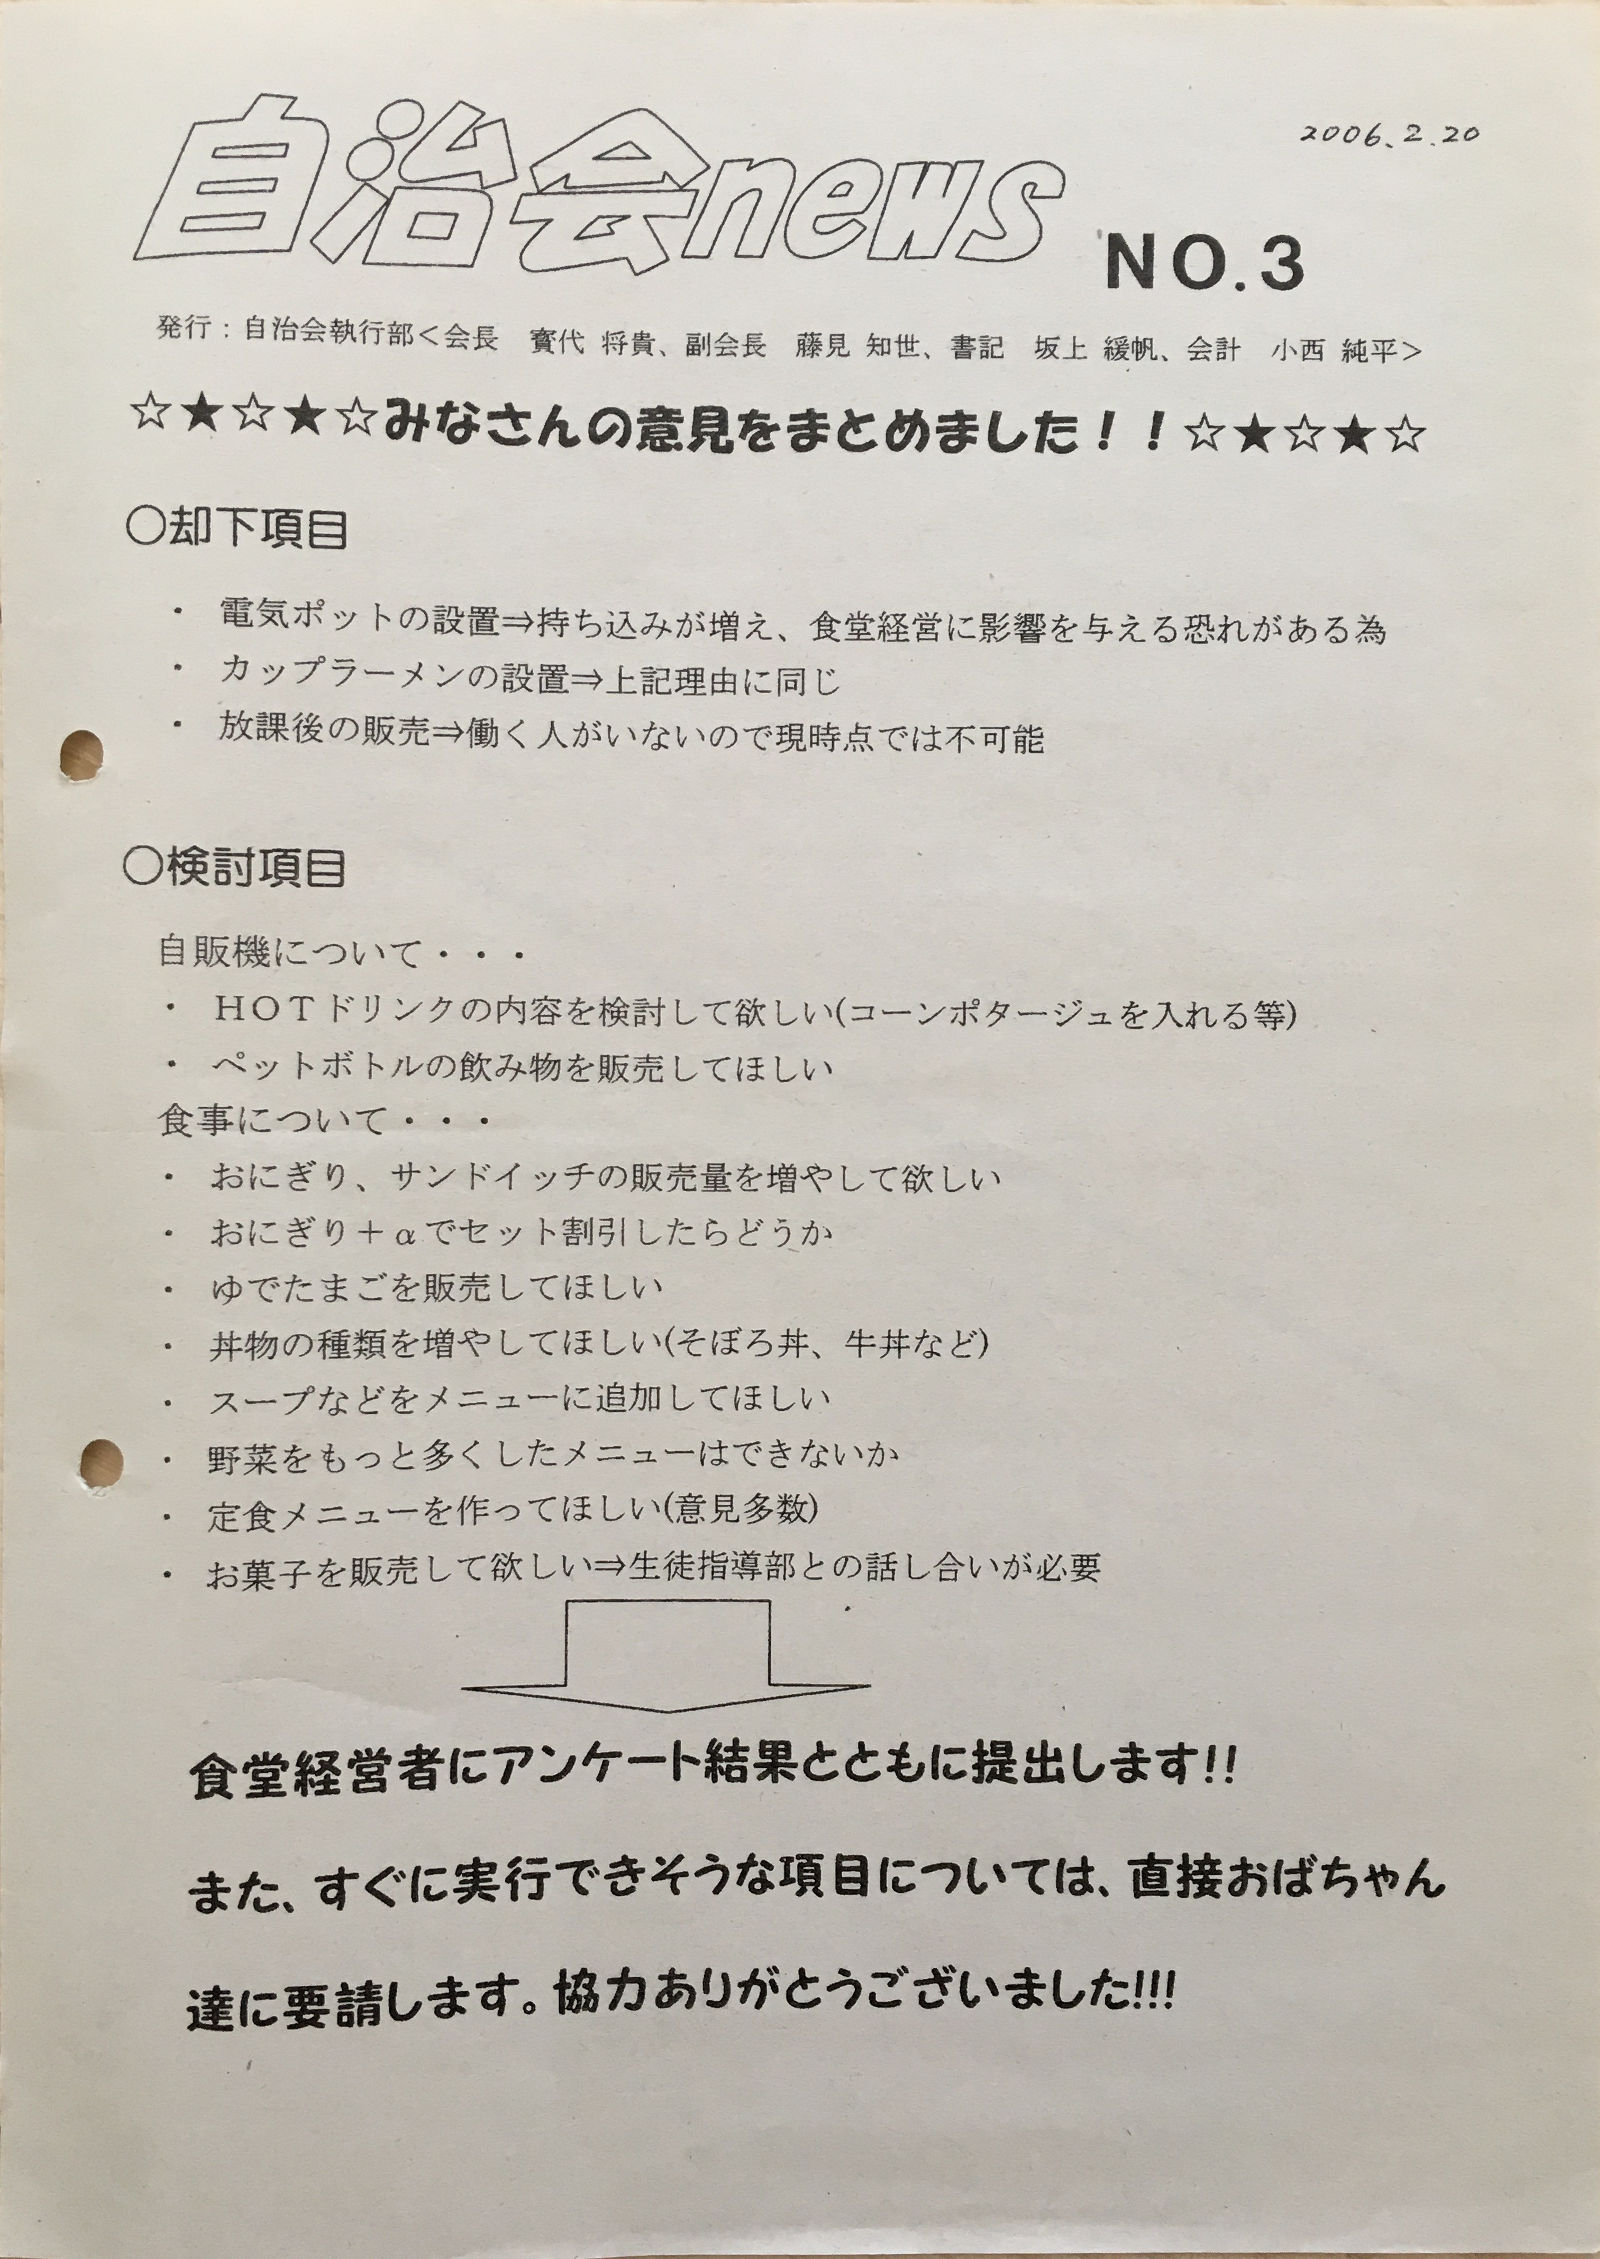 2006.2.20
自治会news NO.3
発行：自治会執行部＜会長　寳代 将貴、副会長　藤見 知世、書記　坂上 緩帆、会計　小西 純平＞
☆★☆★☆みなさんの意見をまとめました！！☆★☆★☆
○却下項目
・ 電気ポットの設置⇒持ち込みが増え、食堂経営に影響を与える恐れがある為
・ カップラーメンの設置⇒上記理由に同じ
・ 放課後の販売⇒働く人がいないので現時点では不可能
○検討項目
自販機について・・・
・ ＨＯＴドリンクの内容を検討して欲しい(コーンポタージュを入れる等)
・ ペットボトルの飲み物を販売してほしい
食事について・・・
・ おにぎり、サンドイッチの販売量を増やして欲しい
・ おにぎり＋αでセット割引したらどうか
・ ゆでたまごを販売してほしい
・ 丼物の種類を増やしてほしい(そぼろ丼、牛丼など)
・ スープなどをメニューに追加してほしい
・ 野菜をもっと多くしたメニューはできないか
・ 定食メニューを作ってほしい(意見多数)
・ お菓子を販売して欲しい⇒生徒指導部との話し合いが必要
食堂経営者にアンケート結果とともに提出します!!
また、すぐに実行できそうな項目については、直接おばちゃん
達に要請します。協力ありがとうございました!!!